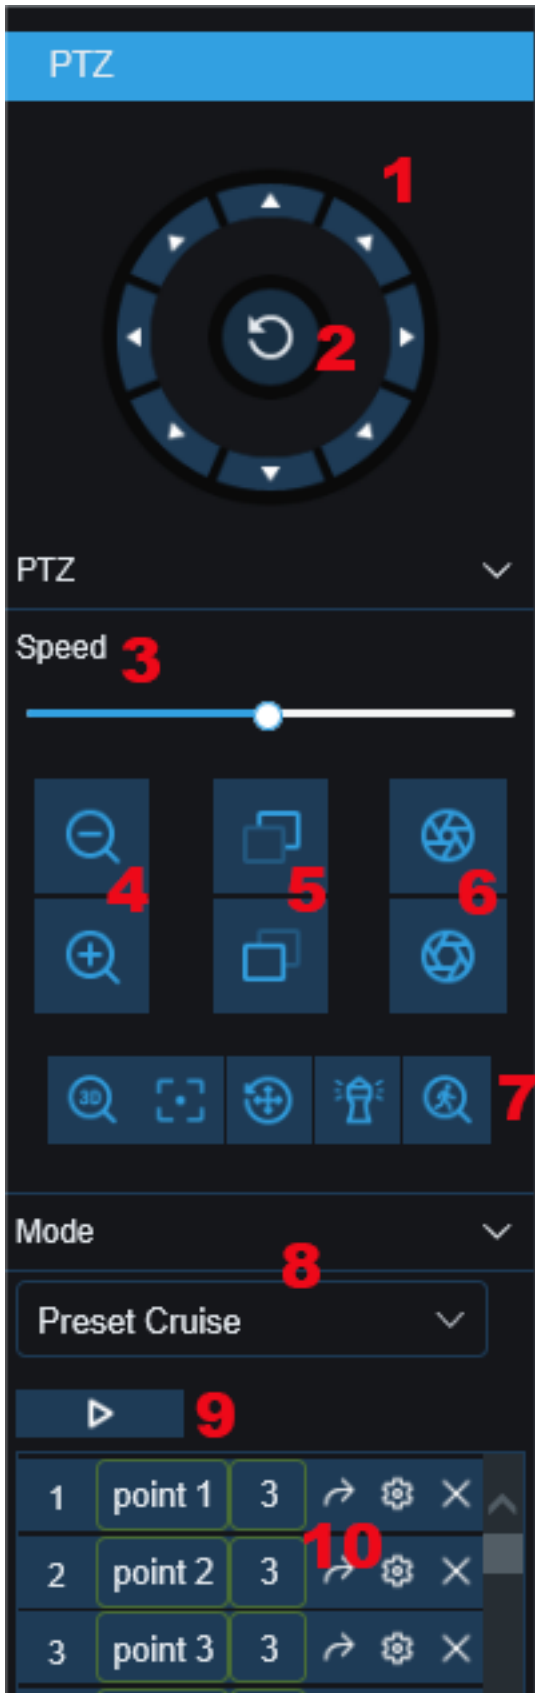 PTZ
1
2
PTZ
Speed 3
4 5 6
3D
7
Mode
8
Preset Cruise
9
1 point 1 3
10
2 point 2 3
3 point 3 3